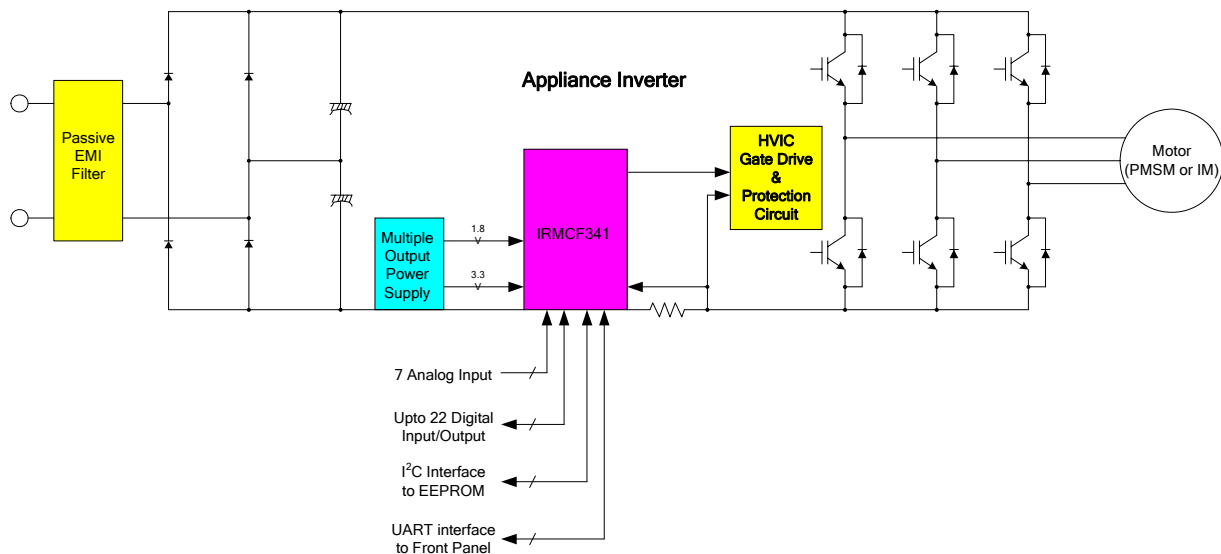 Appliance Inverter
Passive
EMI
Filter
HVIC
Gate Drive
&
Protection
Circuit
Motor
(PMSM or IM)
IRMCF341
Multiple
Output
Power
Supply
1.8
V
3.3
V
7 Analog Input
Upto 22 Digital
Input/Output
I²C Interface
to EEPROM
UART interface
to Front Panel